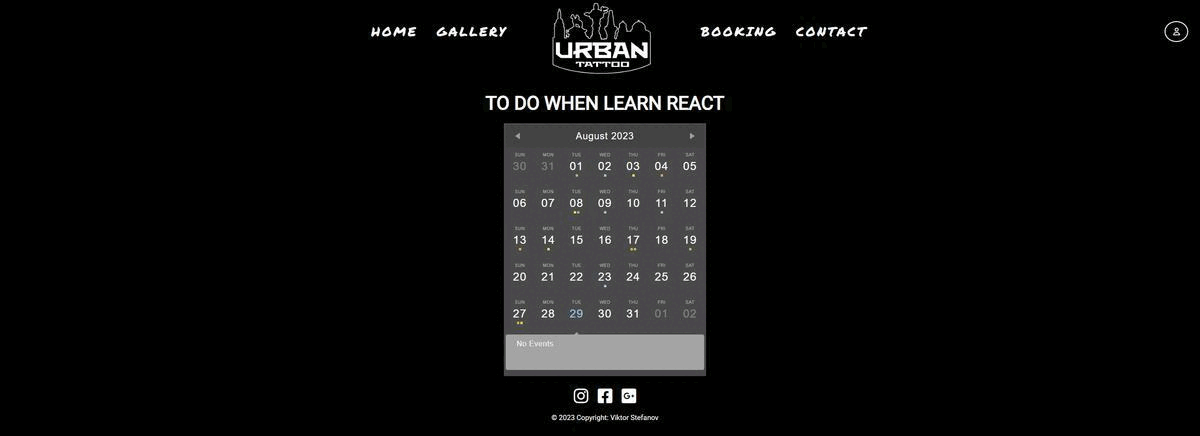 HOME GALLERY URBAN TATTOO BOOKING CONTACT
TO DO WHEN LEARN REACT
August 2023
SUN MON TUE WED THU FRI SAT
30 31 01 02 03 04 05
SUN MON TUE WED THU FRI SAT
06 07 08 09 10 11 12
SUN MON TUE WED THU FRI SAT
13 14 15 16 17 18 19
SUN MON TUE WED THU FRI SAT
20 21 22 23 24 25 26
SUN MON TUE WED THU FRI SAT
27 28 29 30 31 01 02
No Events
G+
© 2023 Copyright: Viktor Stefanov